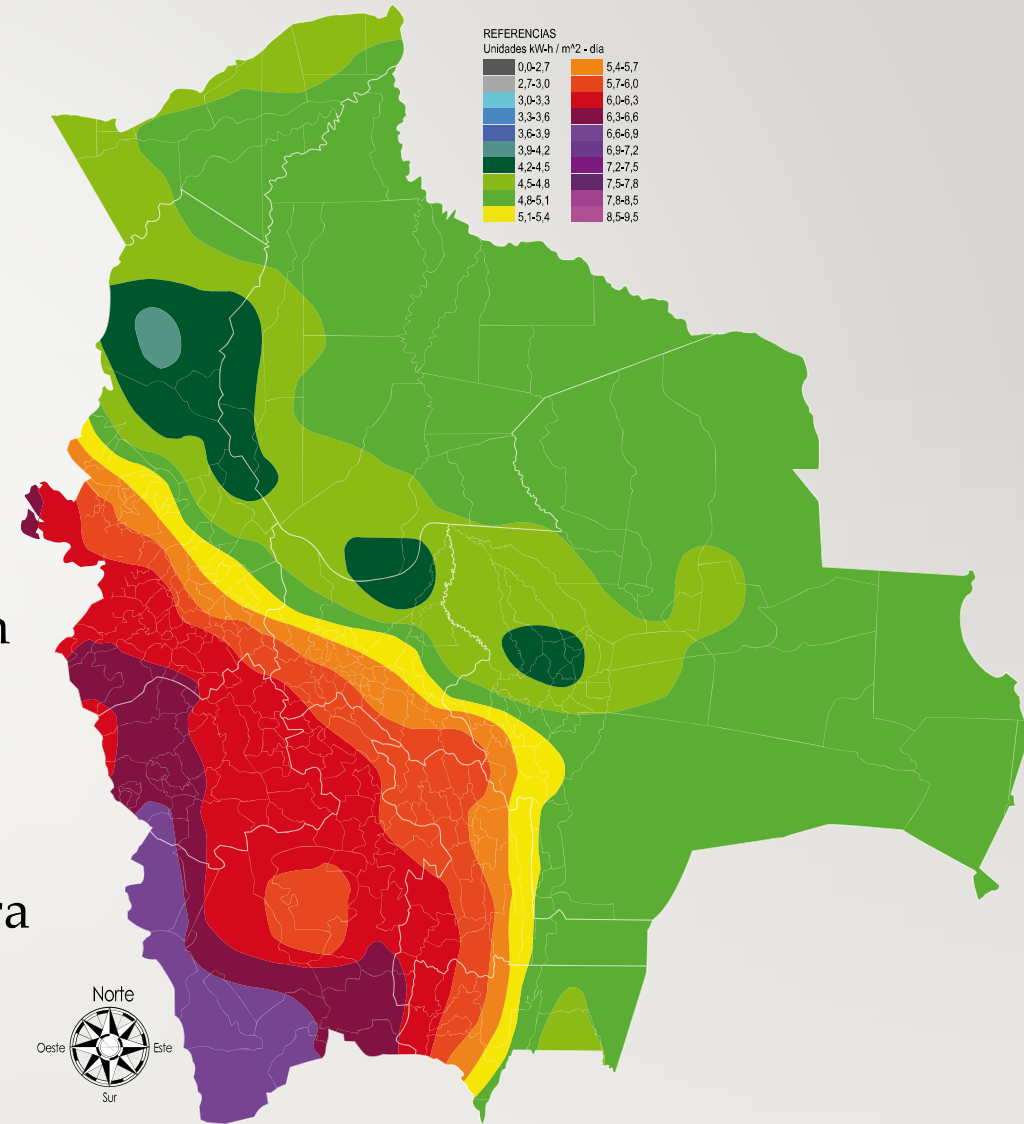 REFERENCIAS
Unidades kW-h / m^2 - día
0,0-2,7
2,7-3,0
3,0-3,3
3,3-3,6
3,6-3,9
3,9-4,2
4,2-4,5
4,5-4,8
4,8-5,1
5,1-5,4
5,4-5,7
5,7-6,0
6,0-6,3
6,3-6,6
6,6-6,9
6,9-7,2
7,2-7,5
7,5-7,8
7,8-8,5
8,5-9,5
n
ra
Norte
Oeste
Este
Sur